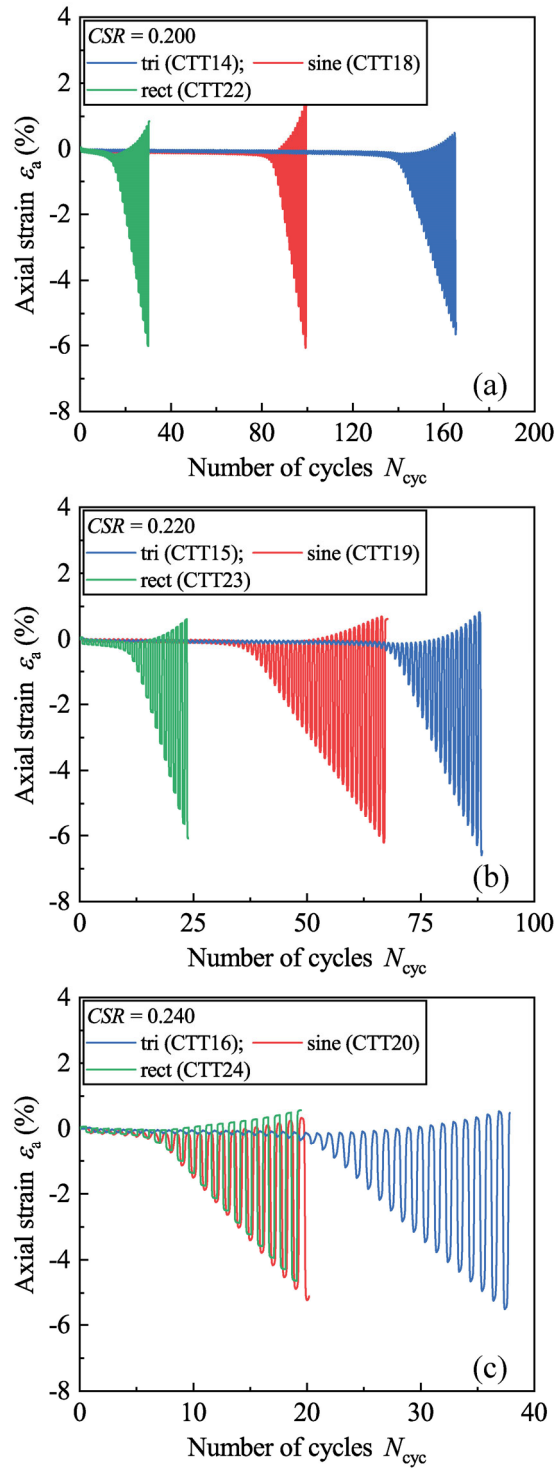 4
CSR = 0.200
tri (CTT14); sine (CTT18)
rect (CTT22)
2
0
-2
-4
-6
-8
Axial strain εa (%)
(a)
0 40 80 120 160 200
Number of cycles Ncyc
4
CSR = 0.220
tri (CTT15); sine (CTT19)
rect (CTT23)
2
0
-2
-4
-6
-8
Axial strain εa (%)
(b)
0 25 50 75 100
Number of cycles Ncyc
4
CSR = 0.240
tri (CTT16); sine (CTT20)
rect (CTT24)
2
0
-2
-4
-6
-8
Axial strain εa (%)
(c)
0 10 20 30 40
Number of cycles Ncyc